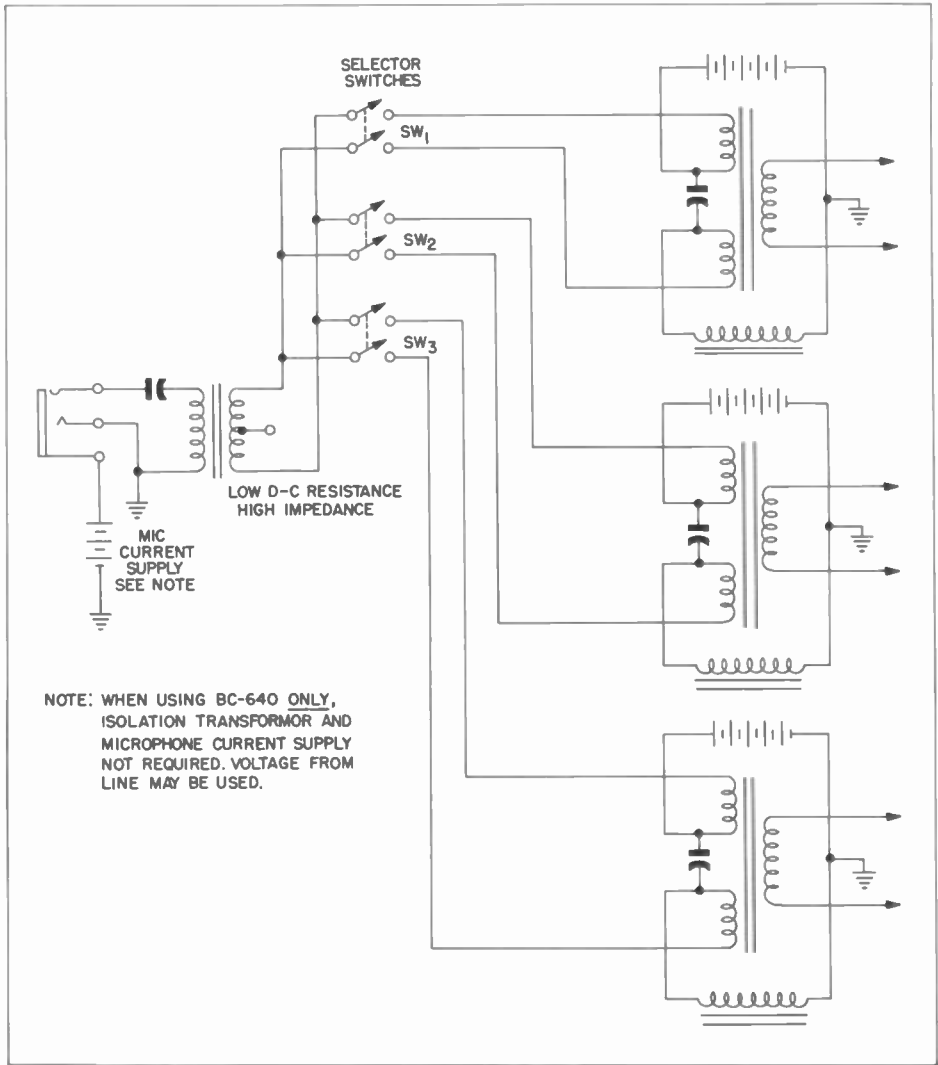 SELECTOR
SWITCHES
SW1
SW2
SW3
LOW D-C RESISTANCE
HIGH IMPEDANCE
MIC
CURRENT
SUPPLY
SEE NOTE
NOTE: WHEN USING BC-640 ONLY,
ISOLATION TRANSFORMOR AND
MICROPHONE CURRENT SUPPLY
NOT REQUIRED. VOLTAGE FROM
LINE MAY BE USED.